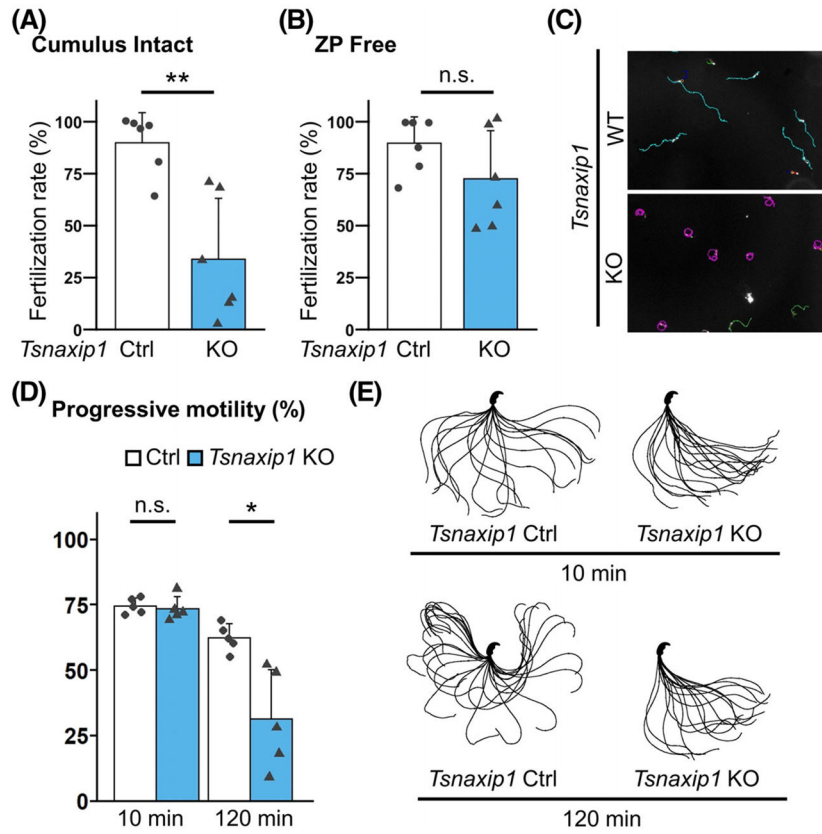 (A)
Cumulus Intact
**
Fertilization rate (%)
100
75
50
25
0
Tsnaxip1 Ctrl KO
(B)
ZP Free
n.s.
Fertilization rate (%)
100
75
50
25
0
Tsnaxip1 Ctrl KO
(C)
Tsnaxip1
WT
KO
(D)
Progressive motility (%)
Ctrl Tsnaxip1 KO
n.s.
*
100
75
50
25
0
10 min 120 min
(E)
Tsnaxip1 Ctrl Tsnaxip1 KO
10 min
Tsnaxip1 Ctrl Tsnaxip1 KO
120 min